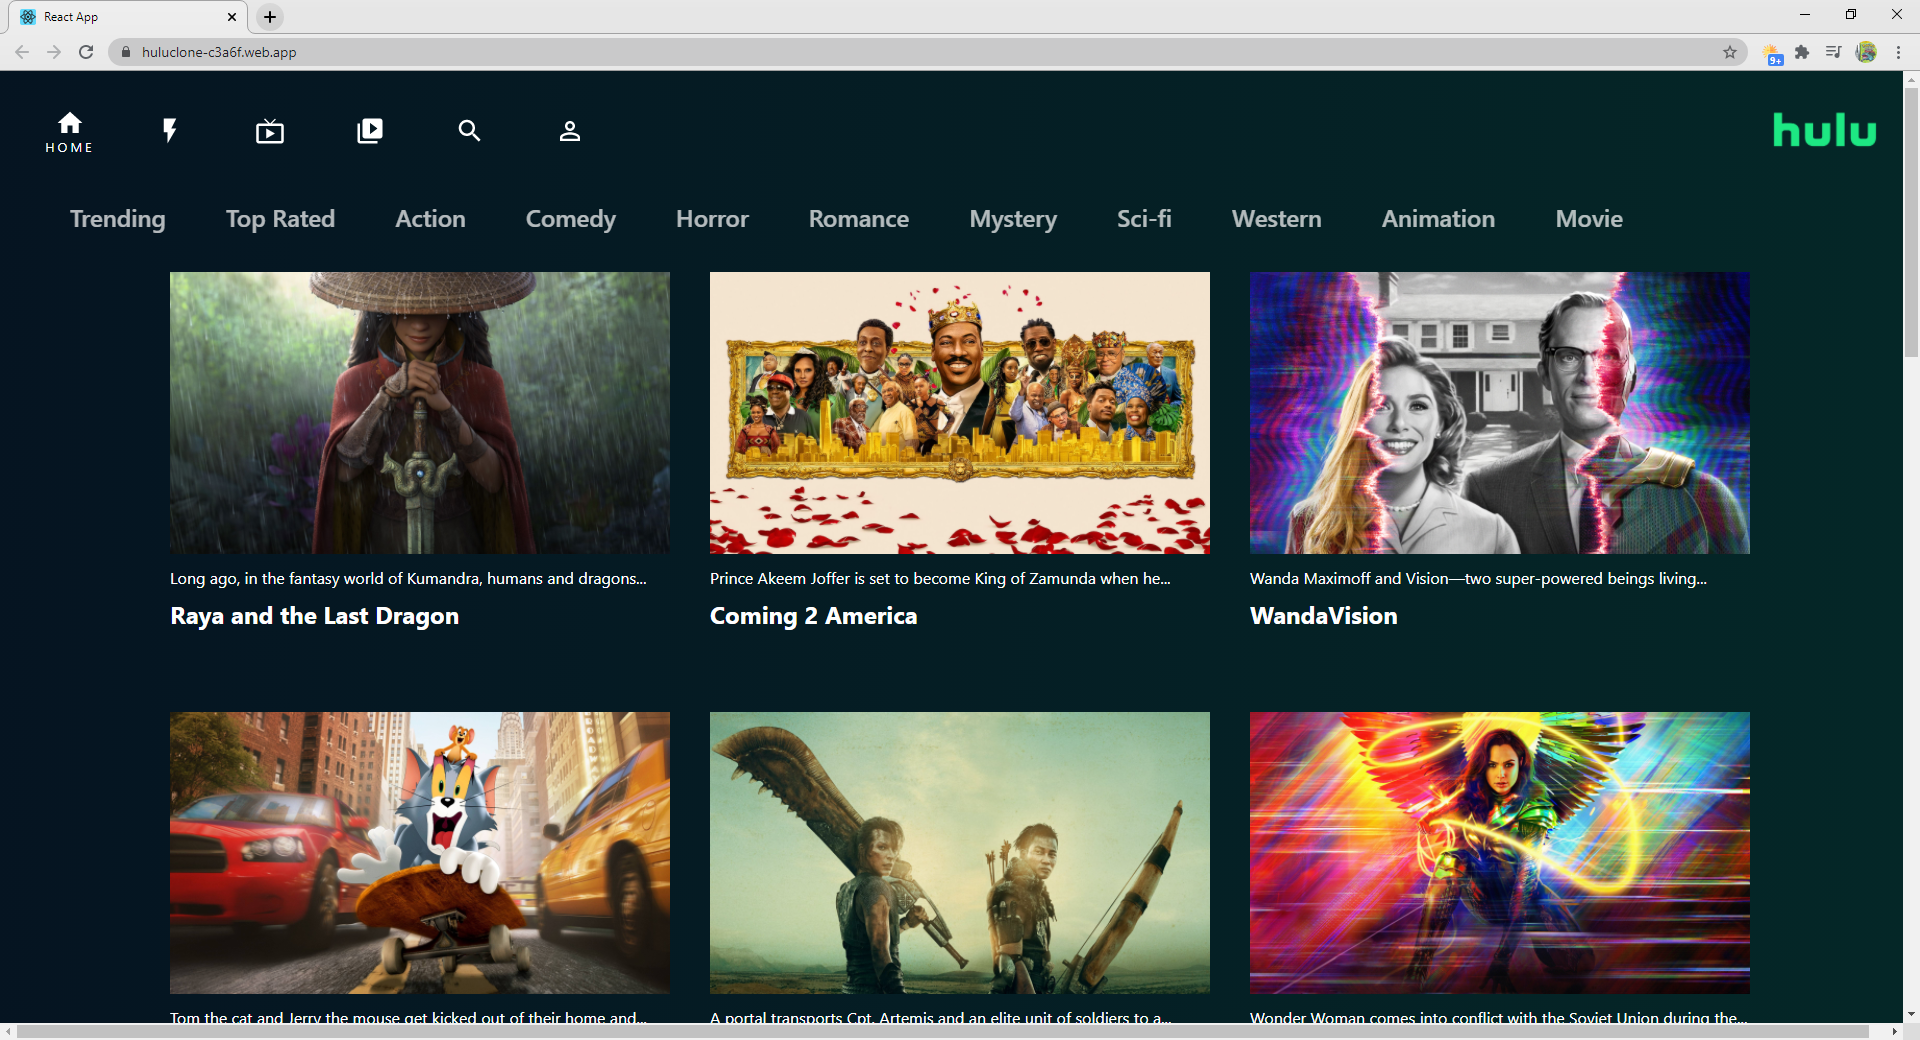 React App
huluclone-c3a6f.web.app
9+
HOME
hulu
Trending Top Rated Action Comedy Horror Romance Mystery Sci-fi Western Animation Movie
Long ago, in the fantasy world of Kumandra, humans and dragons...
Raya and the Last Dragon
Prince Akeem Joffer is set to become King of Zamunda when he...
Coming 2 America
Wanda Maximoff and Vision—two super-powered beings living...
WandaVision
Tom the cat and Jerry the mouse get kicked out of their home and...
A portal transports Cpt. Artemis and an elite unit of soldiers to a...
Wonder Woman comes into conflict with the Soviet Union during the...